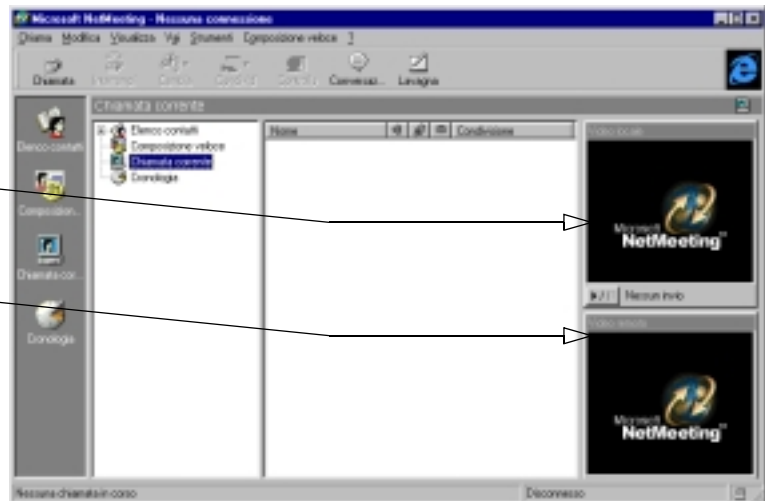 Microsoft NetMeeting - Nessuna connessione
Chiama Modifica Visualizza Vai Strumenti Composizione veloce ?
Chiamata Conversaz... Lavagna
Chiamata corrente
Elenco contatti
Composizion...
Chiamata cor...
Cronologia
Elenco contatti
Composizione veloce
Chiamata corrente
Cronologia
Nome Condivisione
Video locale
Microsoft
NetMeeting
Nessun invio
Video remoto
Microsoft
NetMeeting
Nessuna chiamata in corso Disconnesso